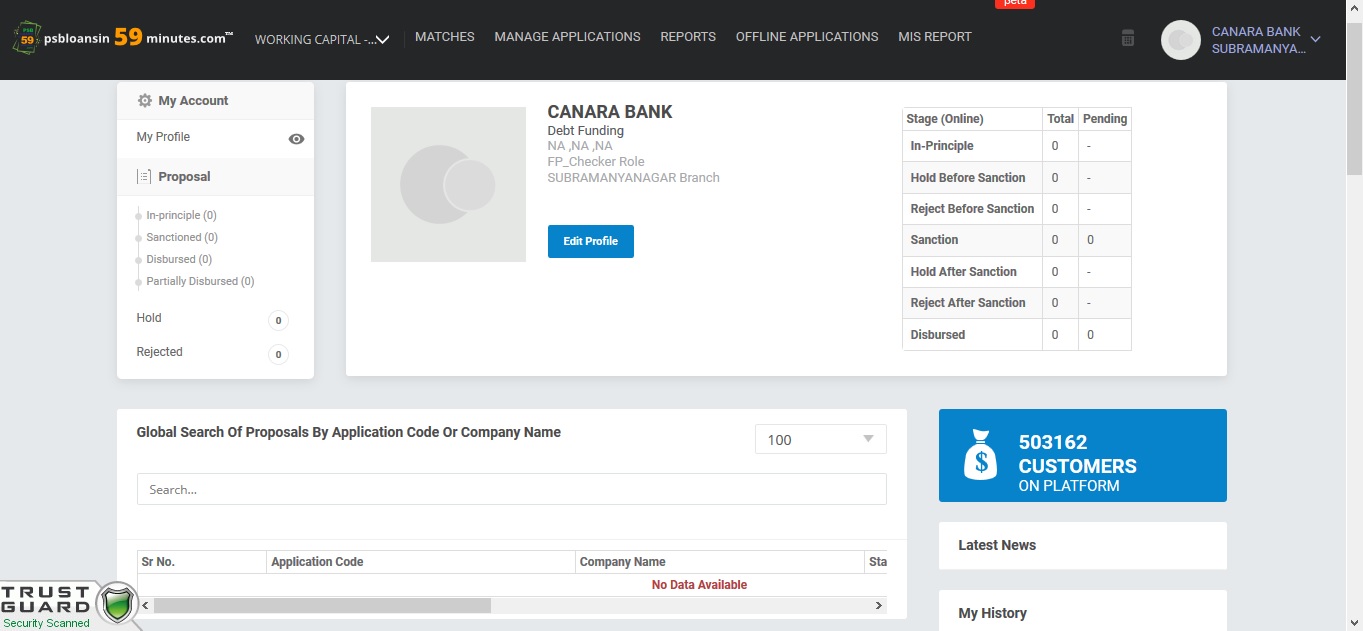 beta
PSB
59
psbloansin 59 minutes.com™
WORKING CAPITAL -...
MATCHES
MANAGE APPLICATIONS
REPORTS
OFFLINE APPLICATIONS
MIS REPORT
CANARA BANK
SUBRAMANYA...
My Account
My Profile
Proposal
In-principle (0)
Sanctioned (0)
Disbursed (0)
Partially Disbursed (0)
Hold 0
Rejected 0
CANARA BANK
Debt Funding
NA ,NA ,NA
FP_Checker Role
SUBRAMANYANAGAR Branch
Edit Profile
Stage (Online) Total Pending
In-Principle 0 -
Hold Before Sanction 0 -
Reject Before Sanction 0 -
Sanction 0 0
Hold After Sanction 0 -
Reject After Sanction 0 -
Disbursed 0 0
Global Search Of Proposals By Application Code Or Company Name
100
Search...
Sr No. Application Code Company Name Sta
No Data Available
$
503162
CUSTOMERS
ON PLATFORM
Latest News
My History
TRUST
GUARD
Security Scanned